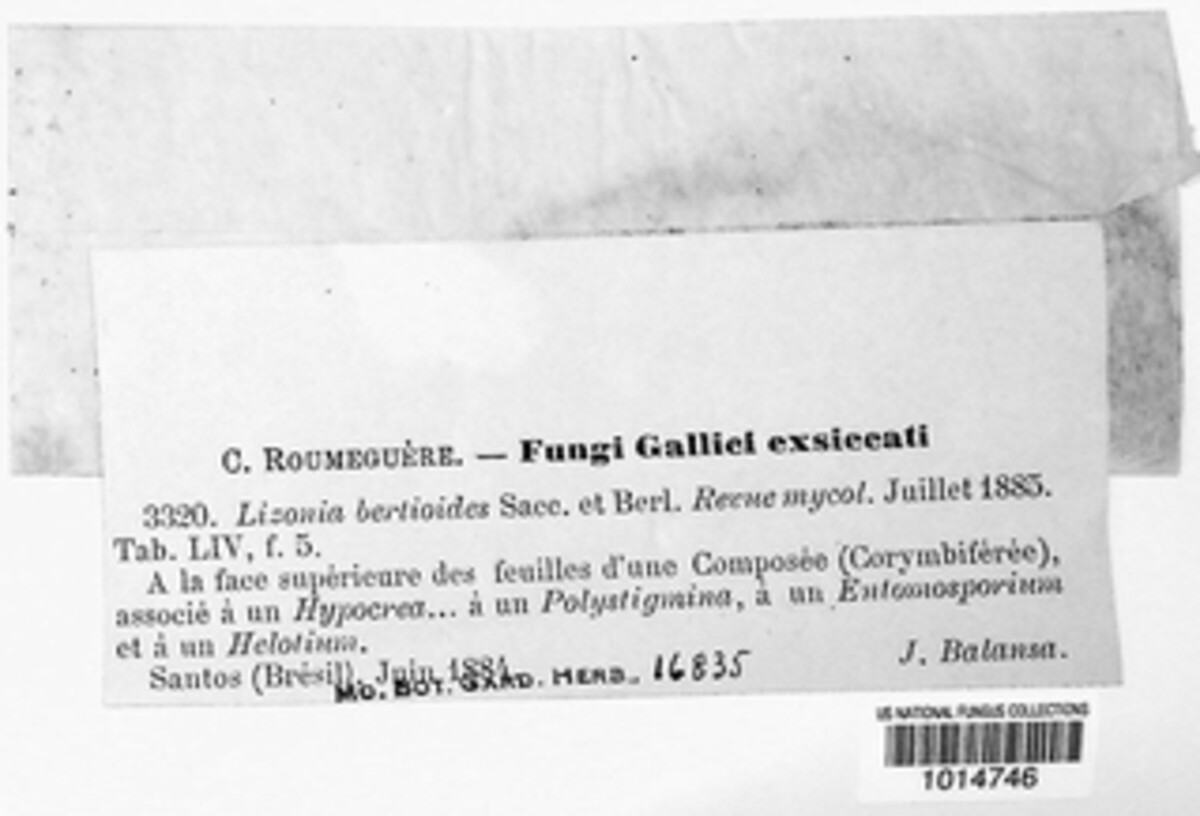 C. ROUMEGUÈRE. — Fungi Gallici exsiccati
3320. Lizonia bertioides Sacc. et Berl. Revue mycol. Juillet 1885.
Tab. LIV, f. 5.
A la face supérieure des feuilles d'une Composée (Corymbiférée),
associé à un Hypocrea... à un Polystigmina, à un Entomosporium
et à un Helotium.
Santos (Brésil), Juin 1884.
J. Balansa.
MO. BOT. GARD. HERB. 16835
US NATIONAL FUNGUS COLLECTIONS
1014746